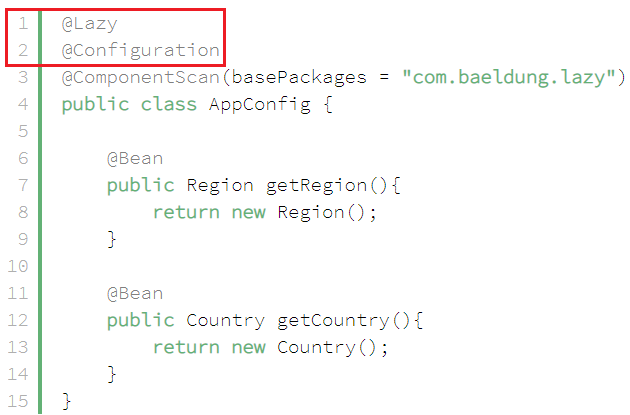 1 @Lazy
2 @Configuration
3 @ComponentScan(basePackages = "com.baeldung.lazy")
4 public class AppConfig {
5
6     @Bean
7     public Region getRegion(){
8         return new Region();
9     }
10
11     @Bean
12     public Country getCountry(){
13         return new Country();
14     }
15 }